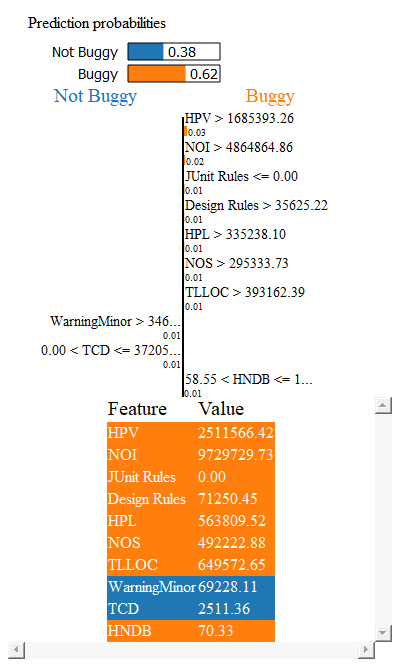 Prediction probabilities
Not Buggy 0.38
Buggy 0.62
Not Buggy Buggy
HPV > 1685393.26
0.03
NOI > 4864864.86
0.02
JUnit Rules <= 0.00
0.01
Design Rules > 35625.22
0.01
HPL > 335238.10
0.01
NOS > 295333.73
0.01
TLLOC > 393162.39
0.01
WarningMinor > 346...
0.01
0.00 < TCD <= 37205...
0.01
58.55 < HNDB <= 1...
0.01
Feature Value
HPV 2511566.42
NOI 9729729.73
JUnit Rules 0.00
Design Rules 71250.45
HPL 563809.52
NOS 492222.88
TLLOC 649572.65
WarningMinor 69228.11
TCD 2511.36
HNDB 70.33